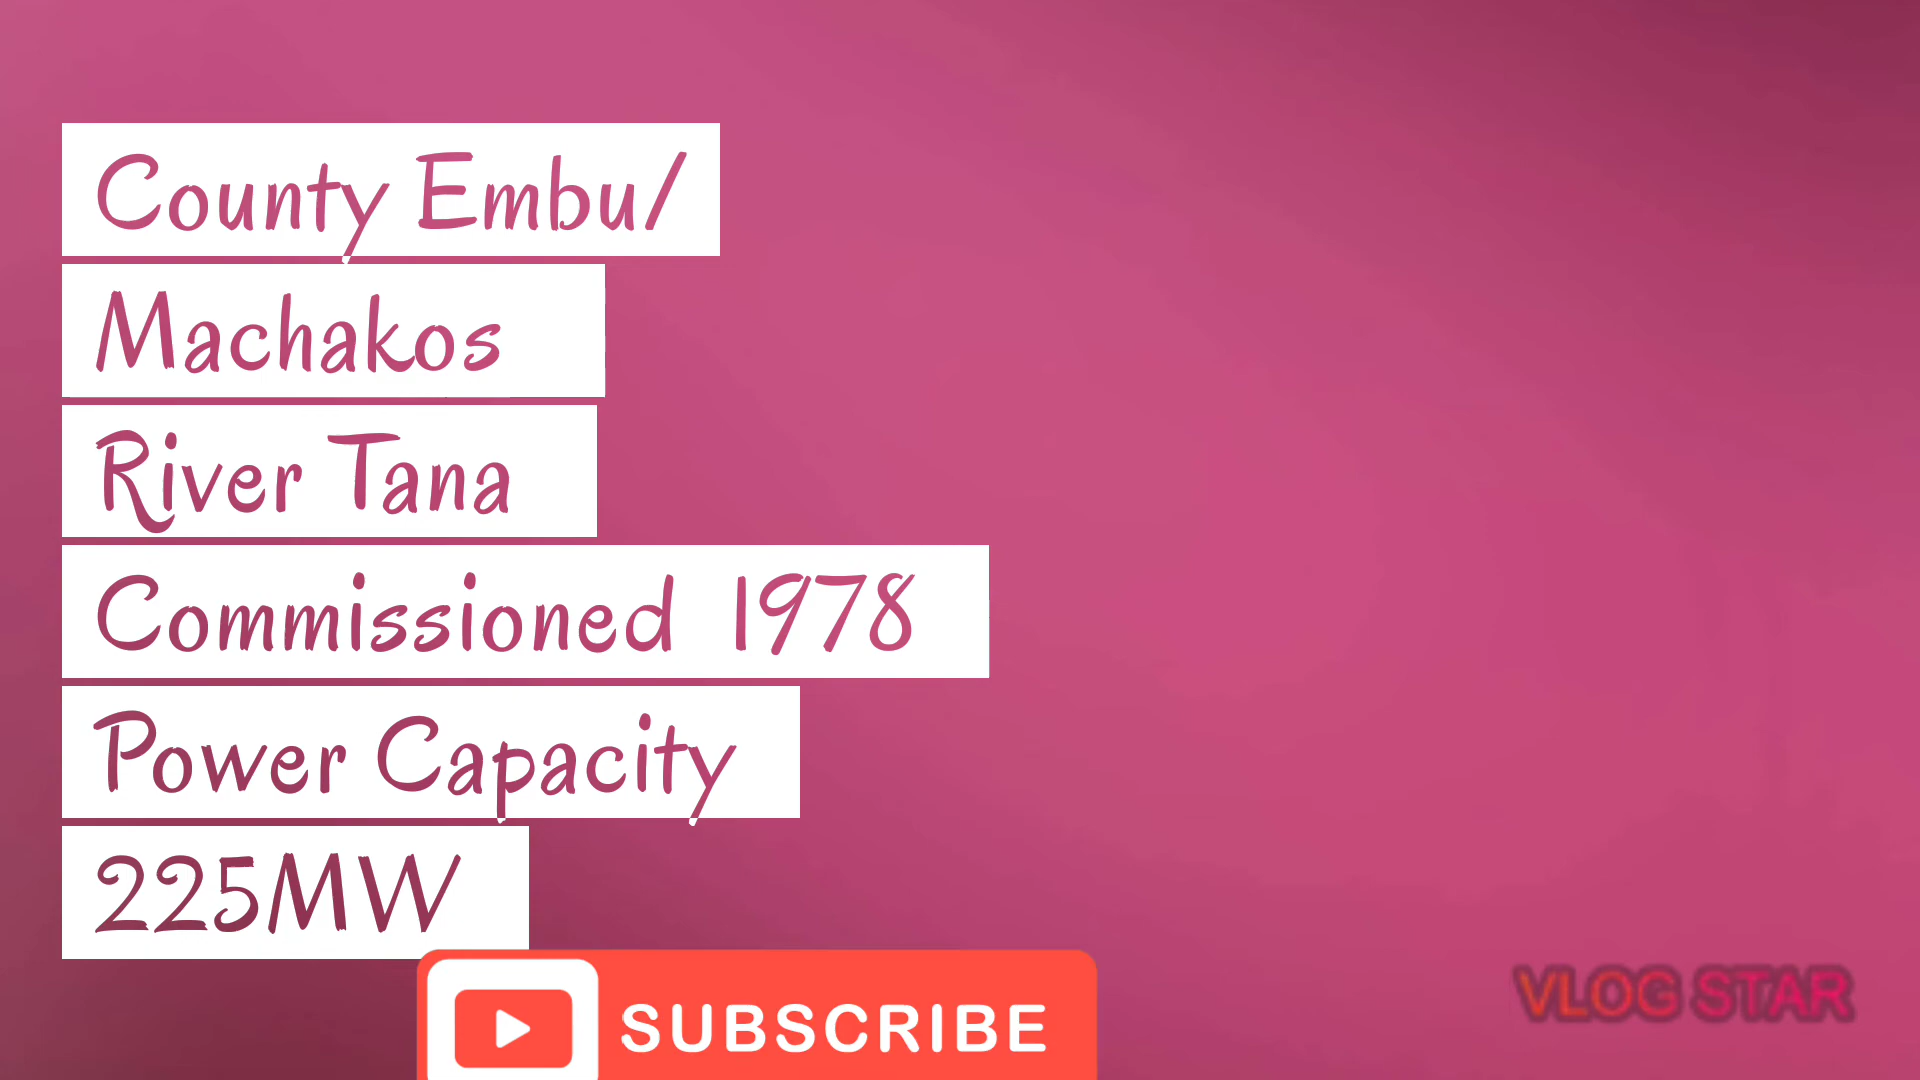 County Embu/
Machakos
River Tana
Commissioned 1978
Power Capacity
225MW
SUBSCRIBE
VLOG STAR